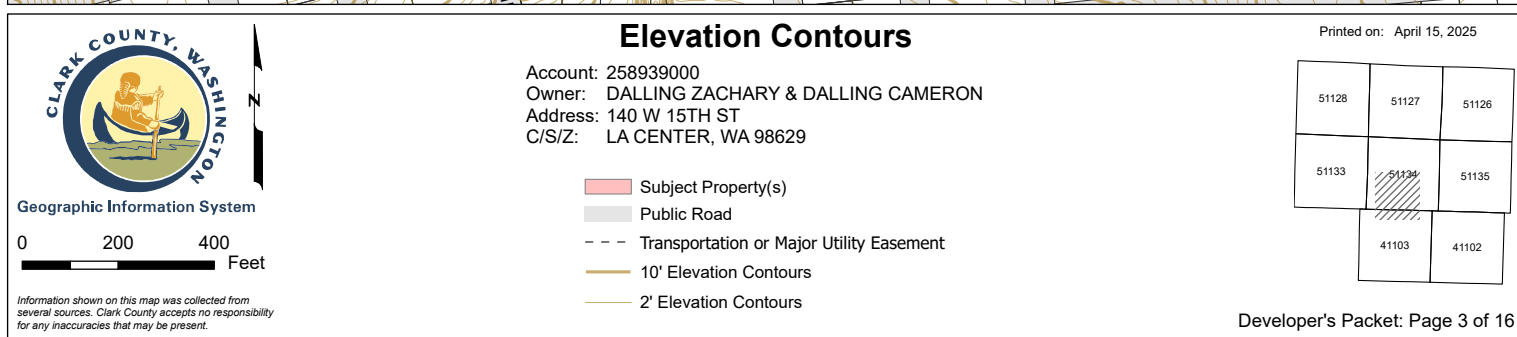 CLARK COUNTY, WASHINGTON
Geographic Information System
N
0 200 400
Feet
Information shown on this map was collected from
several sources. Clark County accepts no responsibility
for any inaccuracies that may be present.
Elevation Contours
Account: 258939000
Owner: DALLING ZACHARY & DALLING CAMERON
Address: 140 W 15TH ST
C/S/Z: LA CENTER, WA 98629
Subject Property(s)
Public Road
Transportation or Major Utility Easement
10' Elevation Contours
2' Elevation Contours
Printed on: April 15, 2025
51128 51127 51126
51133 51134 51135
41103 41102
Developer's Packet: Page 3 of 16